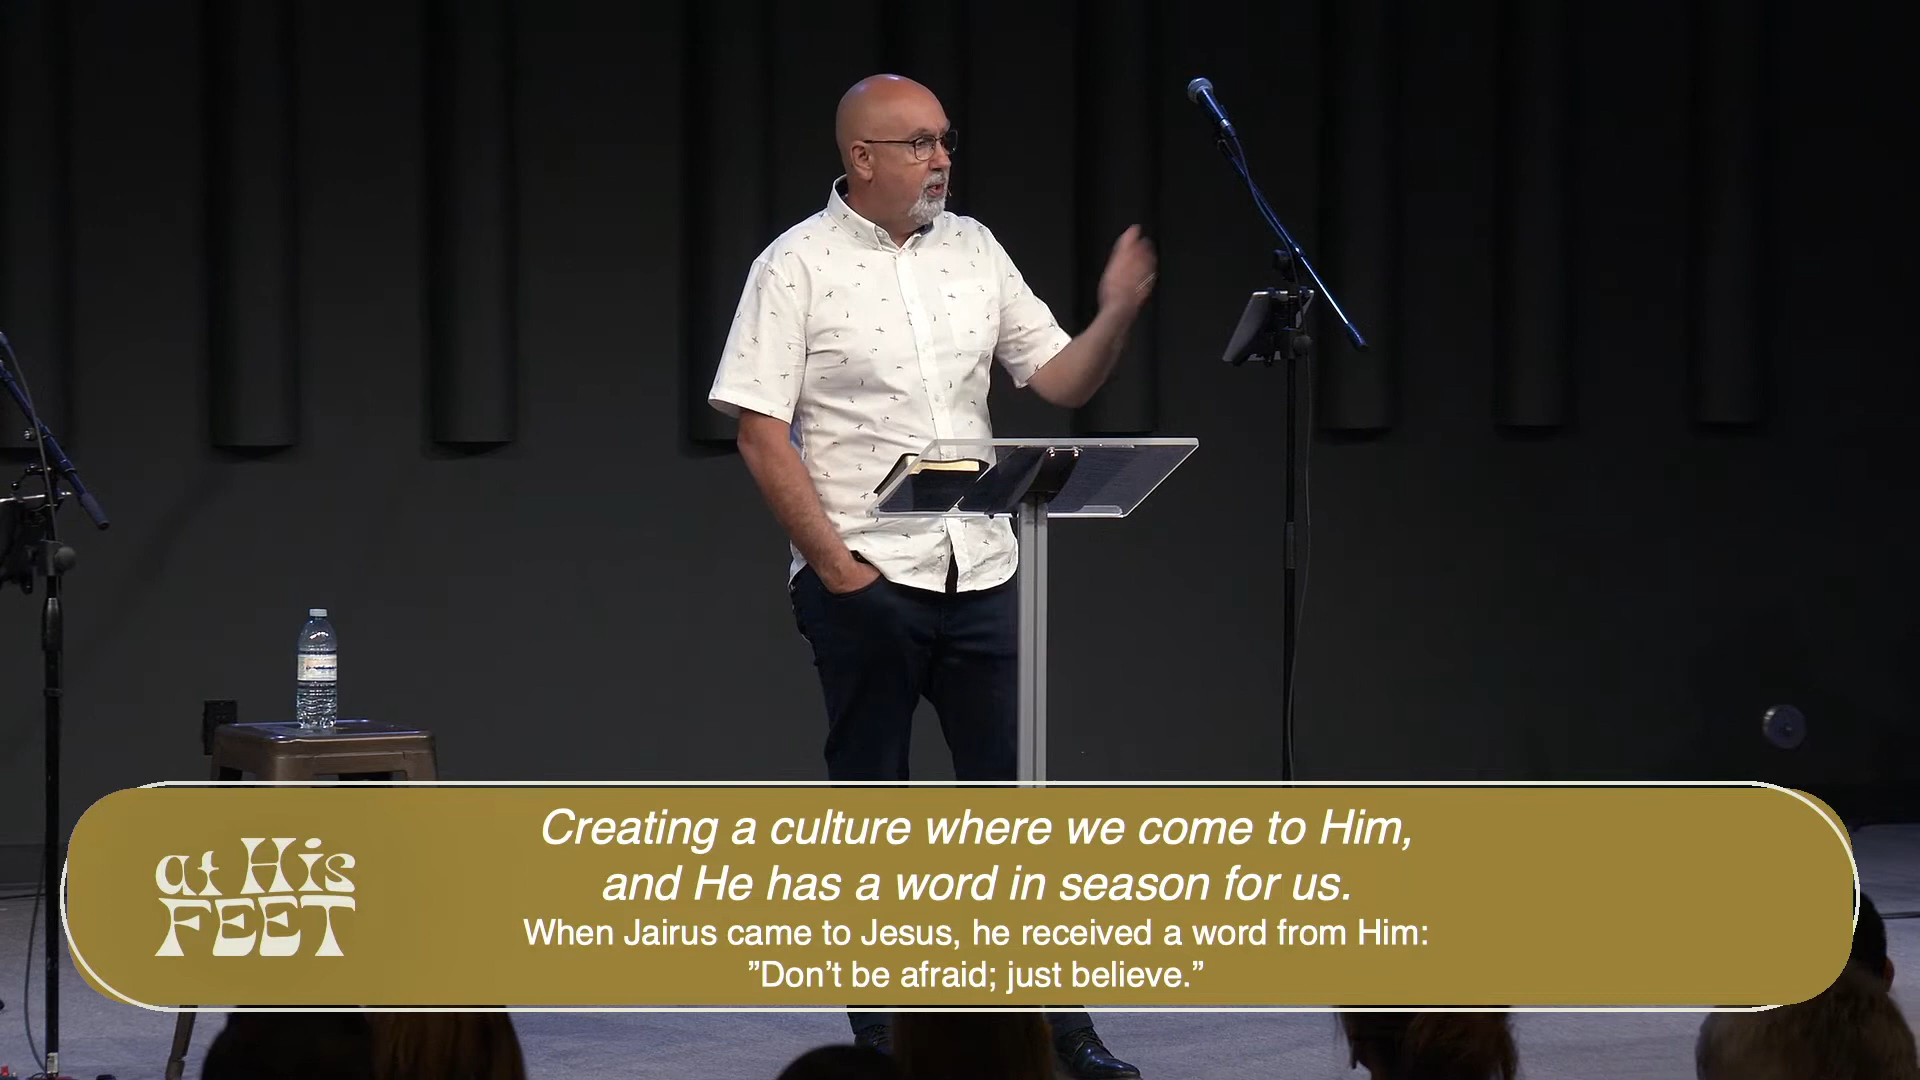 at His
FEET
Creating a culture where we come to Him,
and He has a word in season for us.
When Jairus came to Jesus, he received a word from Him:
”Don’t be afraid; just believe.”